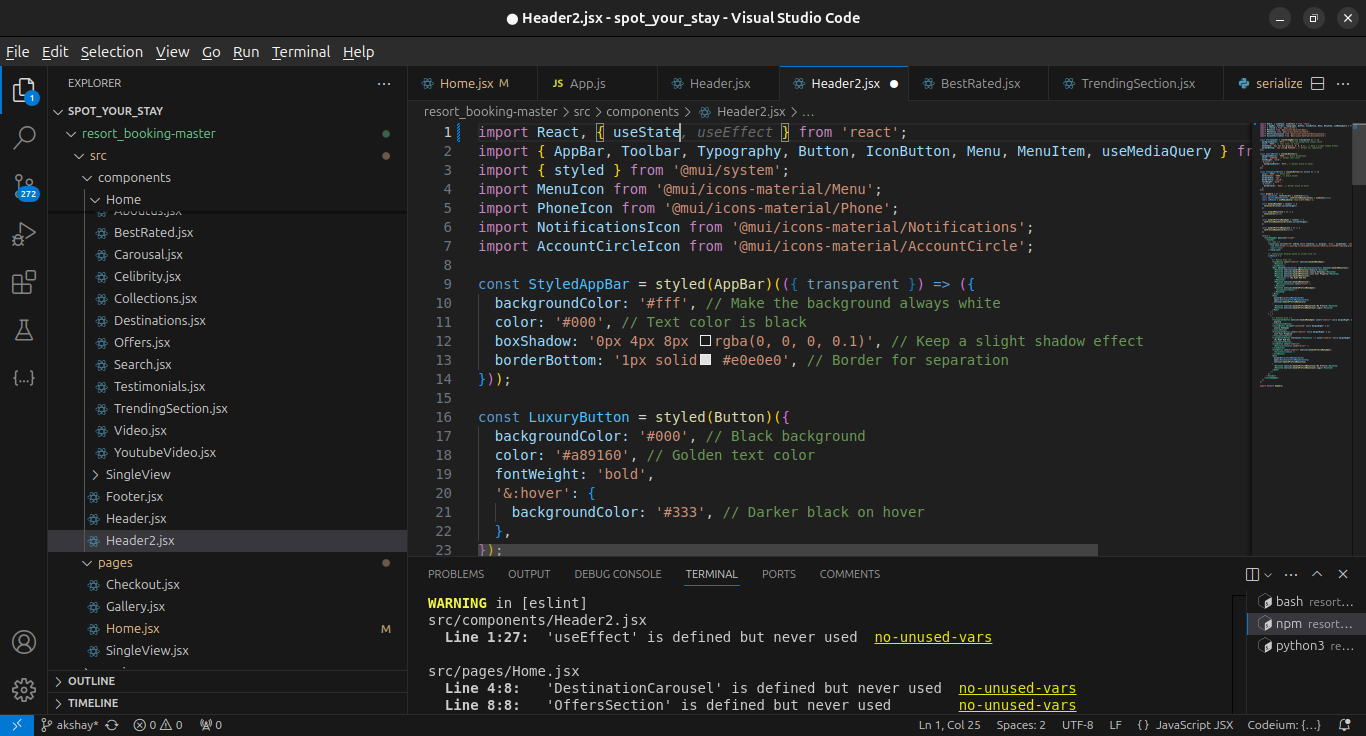 Header2.jsx - spot_your_stay - Visual Studio Code
File Edit Selection View Go Run Terminal Help
EXPLORER
Home.jsx M
JS App.js
Header.jsx
Header2.jsx
BestRated.jsx
TrendingSection.jsx
serialize
SPOT_YOUR_STAY
resort_booking-master
src
components
Home
BestRated.jsx
Carousal.jsx
Celibrity.jsx
Collections.jsx
Destinations.jsx
Offers.jsx
Search.jsx
Testimonials.jsx
TrendingSection.jsx
Video.jsx
YoutubeVideo.jsx
SingleView
Footer.jsx
Header.jsx
Header2.jsx
pages
Checkout.jsx
Gallery.jsx
Home.jsx M
SingleView.jsx
OUTLINE
TIMELINE
1
272
resort_booking-master > src > components > Header2.jsx > ...
1 import React, { useState, useEffect } from 'react';
2 import { AppBar, Toolbar, Typography, Button, IconButton, Menu, MenuItem, useMediaQuery } fr
3 import { styled } from '@mui/system';
4 import MenuIcon from '@mui/icons-material/Menu';
5 import PhoneIcon from '@mui/icons-material/Phone';
6 import NotificationsIcon from '@mui/icons-material/Notifications';
7 import AccountCircleIcon from '@mui/icons-material/AccountCircle';
8
9 const StyledAppBar = styled(AppBar)(({ transparent }) => ({
10 backgroundColor: '#fff', // Make the background always white
11 color: '#000', // Text color is black
12 boxShadow: '0px 4px 8px rgba(0, 0, 0, 0.1)', // Keep a slight shadow effect
13 borderBottom: '1px solid #e0e0e0', // Border for separation
14 }));
15
16 const LuxuryButton = styled(Button)({
17 backgroundColor: '#000', // Black background
18 color: '#a89160', // Golden text color
19 fontWeight: 'bold',
20 '&:hover': {
21 backgroundColor: '#333', // Darker black on hover
22 },
23 });
PROBLEMS OUTPUT DEBUG CONSOLE TERMINAL PORTS COMMENTS
WARNING in [eslint]
src/components/Header2.jsx
Line 1:27: 'useEffect' is defined but never used no-unused-vars
src/pages/Home.jsx
Line 4:8: 'DestinationCarousel' is defined but never used no-unused-vars
Line 8:8: 'OffersSection' is defined but never used no-unused-vars
bash resort...
npm resort...
python3 re...
akshay* 0 0 0
Ln 1, Col 25 Spaces: 2 UTF-8 LF { } JavaScript JSX Codeium: {...}